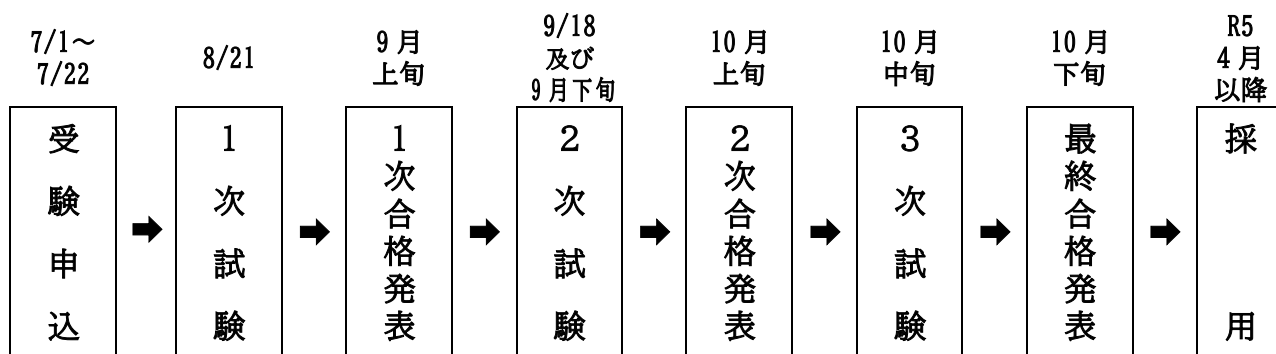 7/1～
7/22
受験申込
➡
8/21
1次試験
➡
9月
上旬
1次合格発表
➡
9/18
及び
9月下旬
2次試験
➡
10月
上旬
2次合格発表
➡
10月
中旬
3次試験
➡
10月
下旬
最終合格発表
➡
R5
4月
以降
採用